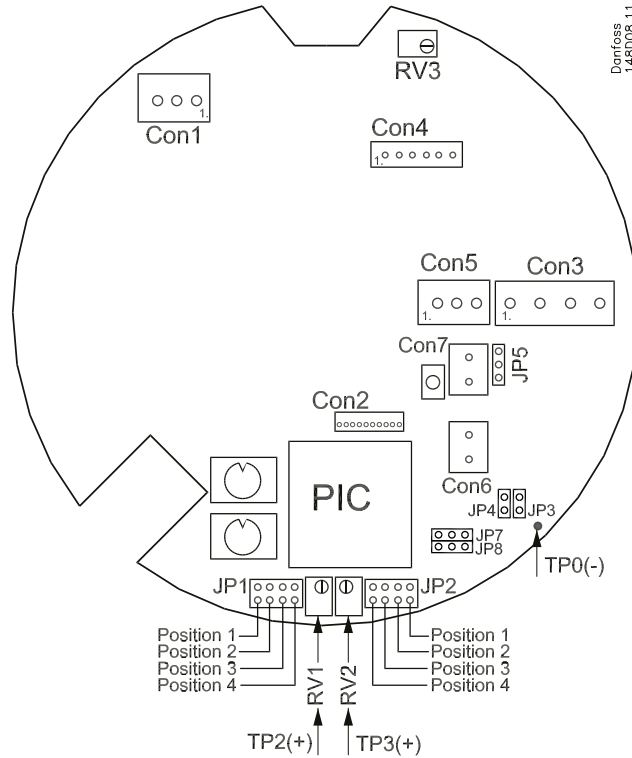 Danfoss
148D08.11
RV3
1.
Con1
Con4
1.
Con5
Con3
1.
1.
Con7
JP5
Con2
PIC
Con6
JP4
JP3
JP7
JP8
TP0(-)
JP1
JP2
Position 1
Position 1
Position 2
Position 2
Position 3
Position 3
Position 4
Position 4
RV1
RV2
TP2(+)
TP3(+)